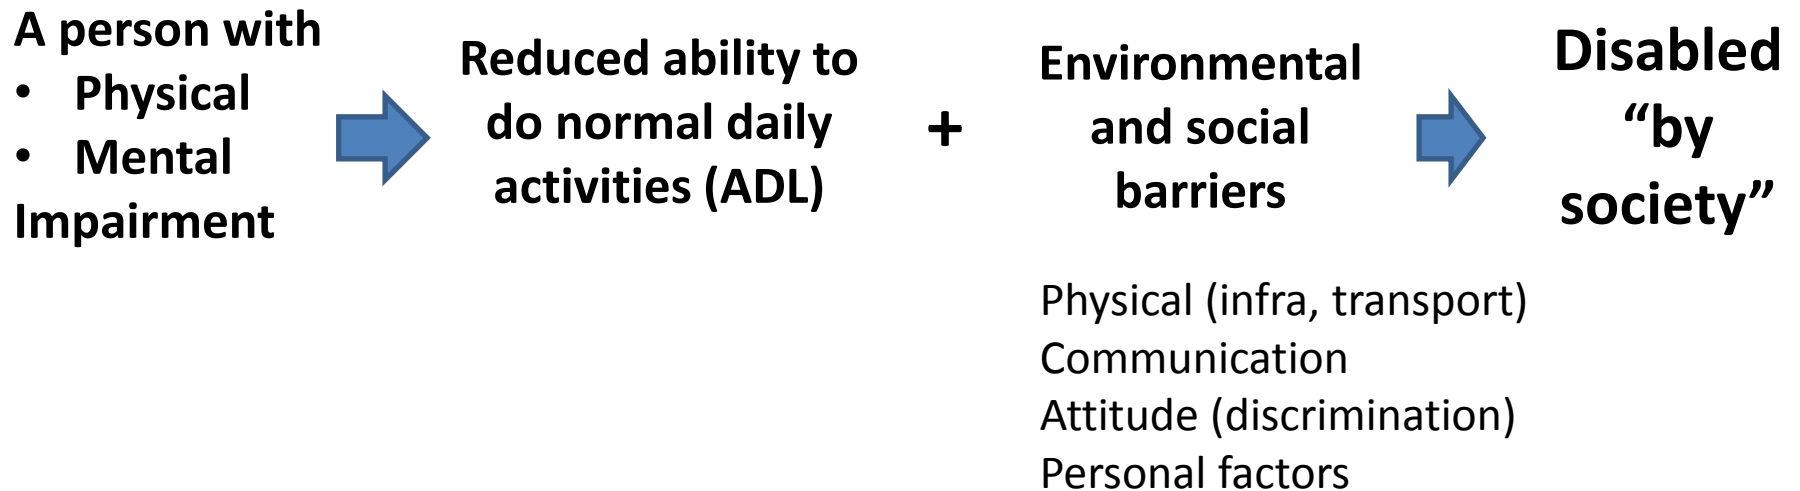 A person with
• Physical
• Mental
Impairment
Reduced ability to
do normal daily
activities (ADL)
+
Environmental
and social
barriers
Physical (infra, transport)
Communication
Attitude (discrimination)
Personal factors
Disabled
“by
society”